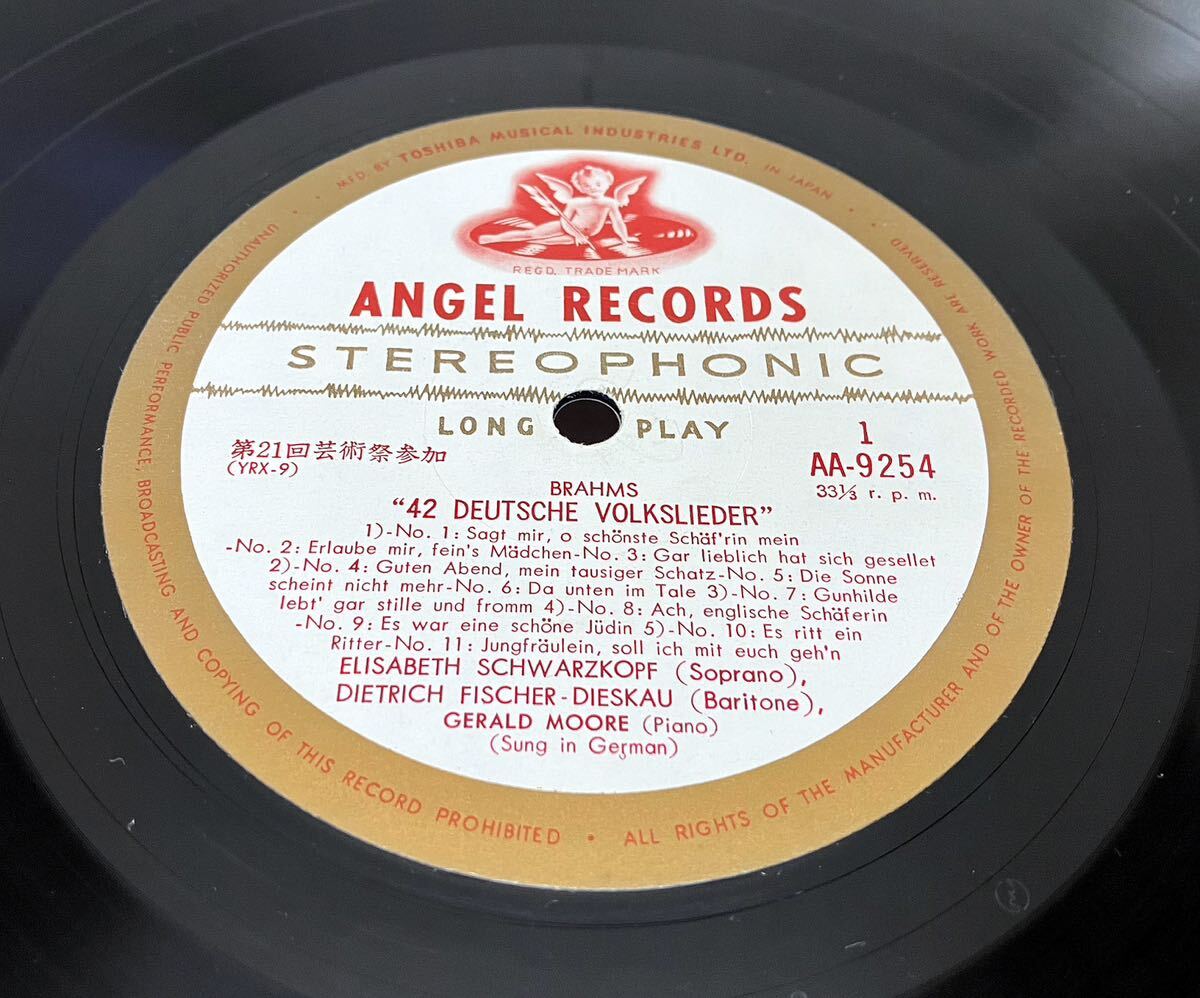 MFD. BY TOSHIBA MUSICAL INDUSTRIES LTD. IN JAPAN
REGD. TRADE MARK
ANGEL RECORDS
STEREOPHONIC
LONG PLAY
第21回芸術祭参加
(YRX-9)
1
AA-9254
33⅓ r. p. m.
BRAHMS
"42 DEUTSCHE VOLKSLIEDER"
1)-No. 1: Sagt mir, o schönste Schäf'rin mein
-No. 2: Erlaube mir, fein's Mädchen-No. 3: Gar lieblich hat sich gesellet
2)-No. 4: Guten Abend, mein tausiger Schatz-No. 5: Die Sonne
scheint nicht mehr-No. 6: Da unten im Tale 3)-No. 7: Gunhilde
lebt' gar stille und fromm 4)-No. 8: Ach, englische Schäferin
-No. 9: Es war eine schöne Jüdin 5)-No. 10: Es ritt ein
Ritter-No. 11: Jungfräulein, soll ich mit euch geh'n
ELISABETH SCHWARZKOPF (Soprano),
DIETRICH FISCHER-DIESKAU (Baritone),
GERALD MOORE (Piano)
(Sung in German)
UNAUTHORIZED PUBLIC PERFORMANCE, BROADCASTING AND COPYING OF THIS RECORD PROHIBITED • ALL RIGHTS OF THE MANUFACTURER AND OF THE OWNER OF THE RECORDED WORK ARE RESERVED